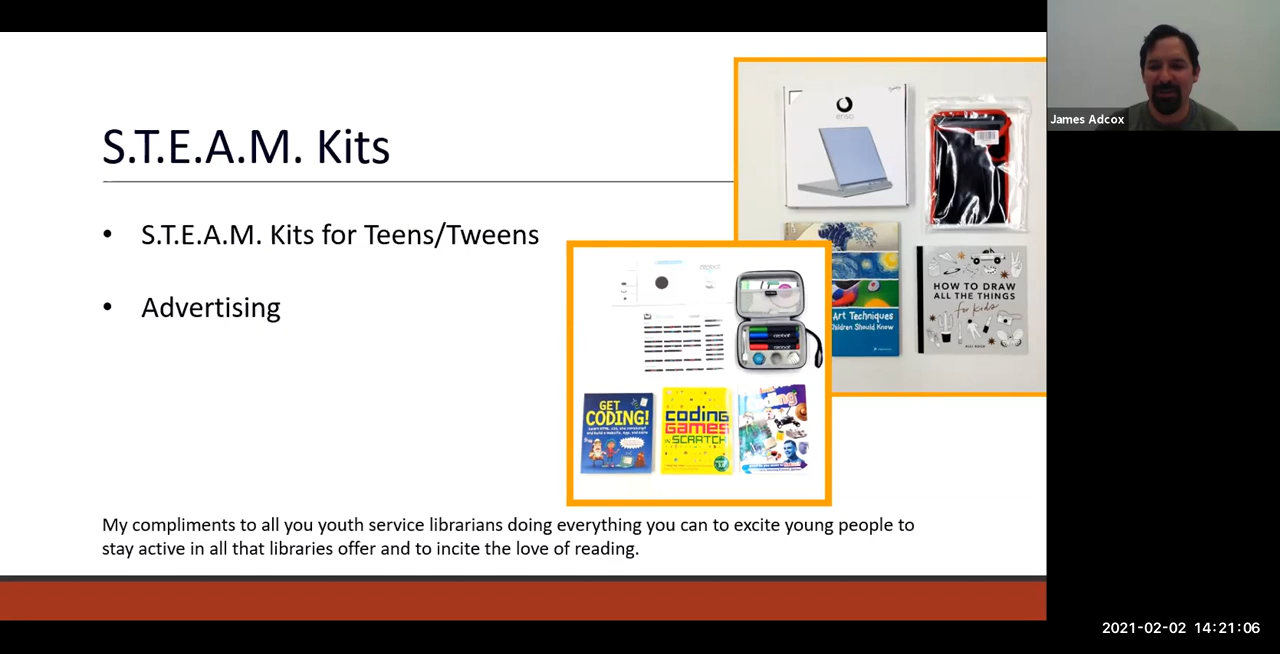 S.T.E.A.M. Kits
• S.T.E.A.M. Kits for Teens/Tweens
• Advertising
enso
Art Techniques
Children Should Know
HOW TO DRAW
ALL THE THINGS
for kids
GET
CODING!
coding
games
IN SCRATCH
My compliments to all you youth service librarians doing everything you can to excite young people to
stay active in all that libraries offer and to incite the love of reading.
James Adcox
2021-02-02 14:21:06